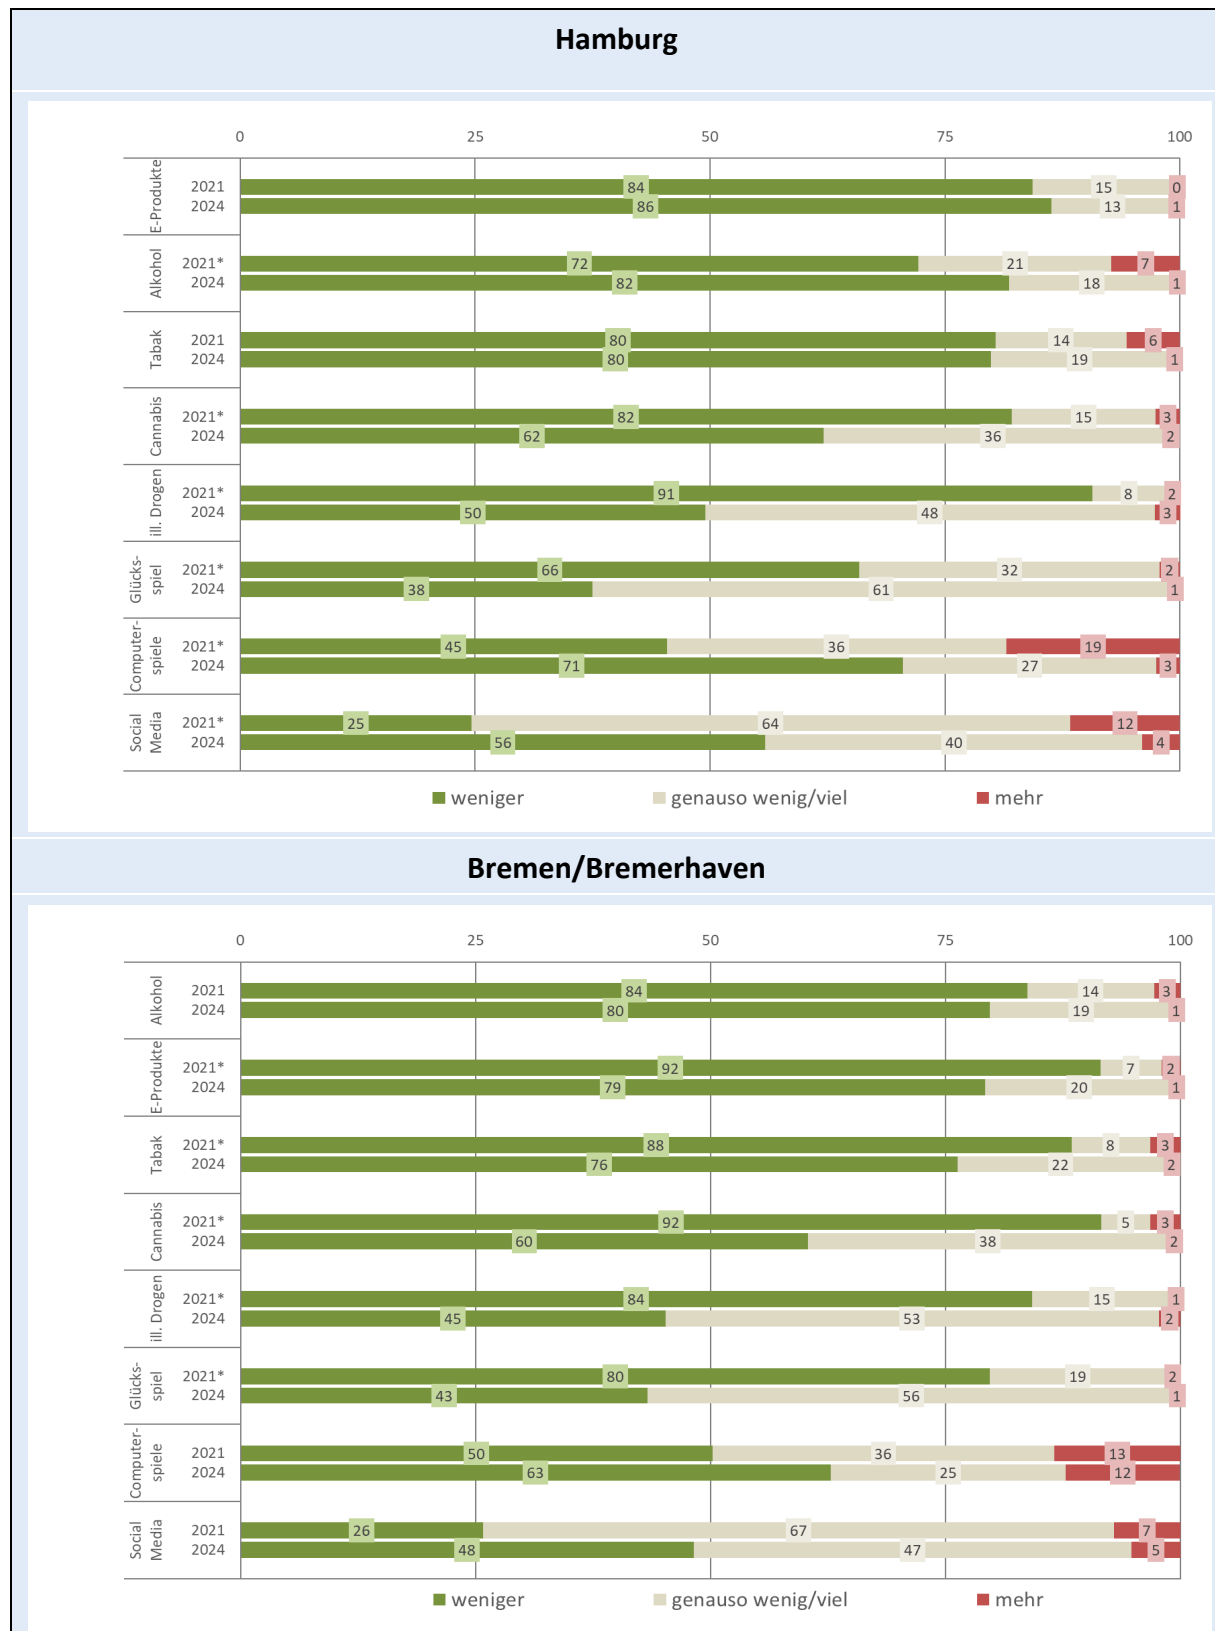 Hamburg
0 25 50 75 100
E-Produkte
2021 84 15 0
2024 86 13 1
Alkohol
2021* 72 21 7
2024 82 18 1
Tabak
2021 80 14 6
2024 80 19 1
Cannabis
2021* 82 15 3
2024 62 36 2
ill. Drogen
2021* 91 8 2
2024 50 48 3
Glücks-
spiel
2021* 66 32 2
2024 38 61 1
Computer-
spiele
2021* 45 36 19
2024 71 27 3
Social
Media
2021* 25 64 12
2024 56 40 4
weniger genauso wenig/viel mehr
Bremen/Bremerhaven
0 25 50 75 100
Alkohol
2021 84 14 3
2024 80 19 1
E-Produkte
2021* 92 7 2
2024 79 20 1
Tabak
2021* 88 8 3
2024 76 22 2
Cannabis
2021* 92 5 3
2024 60 38 2
ill. Drogen
2021* 84 15 1
2024 45 53 2
Glücks-
spiel
2021* 80 19 2
2024 43 56 1
Computer-
spiele
2021 50 36 13
2024 63 25 12
Social
Media
2021 26 67 7
2024 48 47 5
weniger genauso wenig/viel mehr